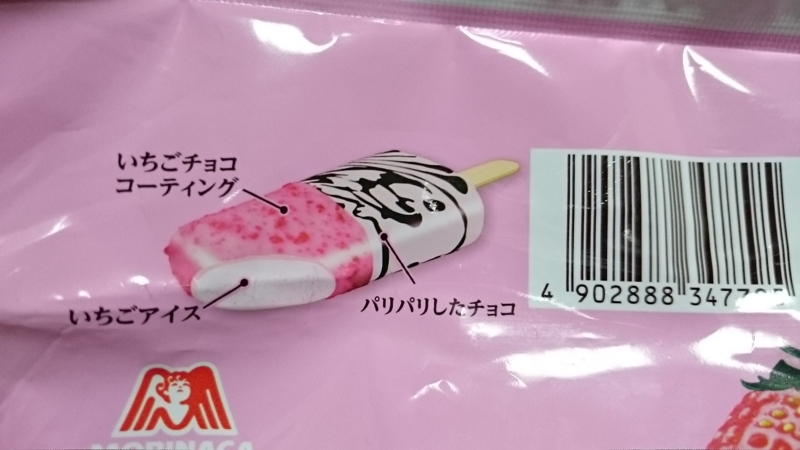 いちごチョコ
コーティング
いちごアイス
パリパリしたチョコ
4 902888
MORINAGA